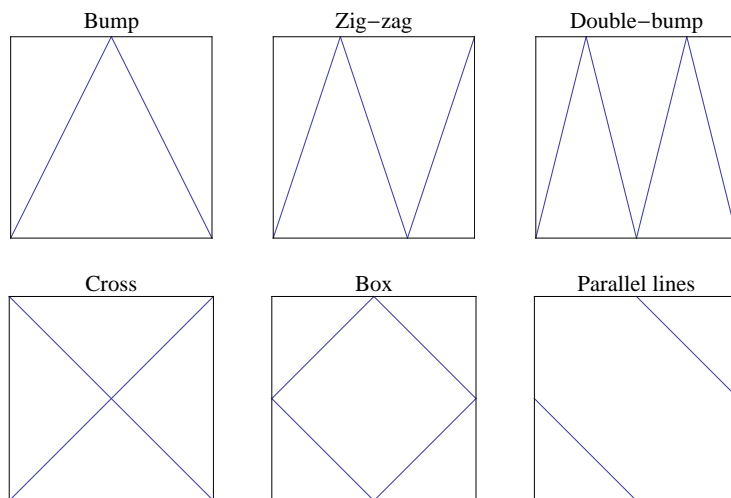 Bump
Zig−zag
Double−bump
Cross
Box
Parallel lines